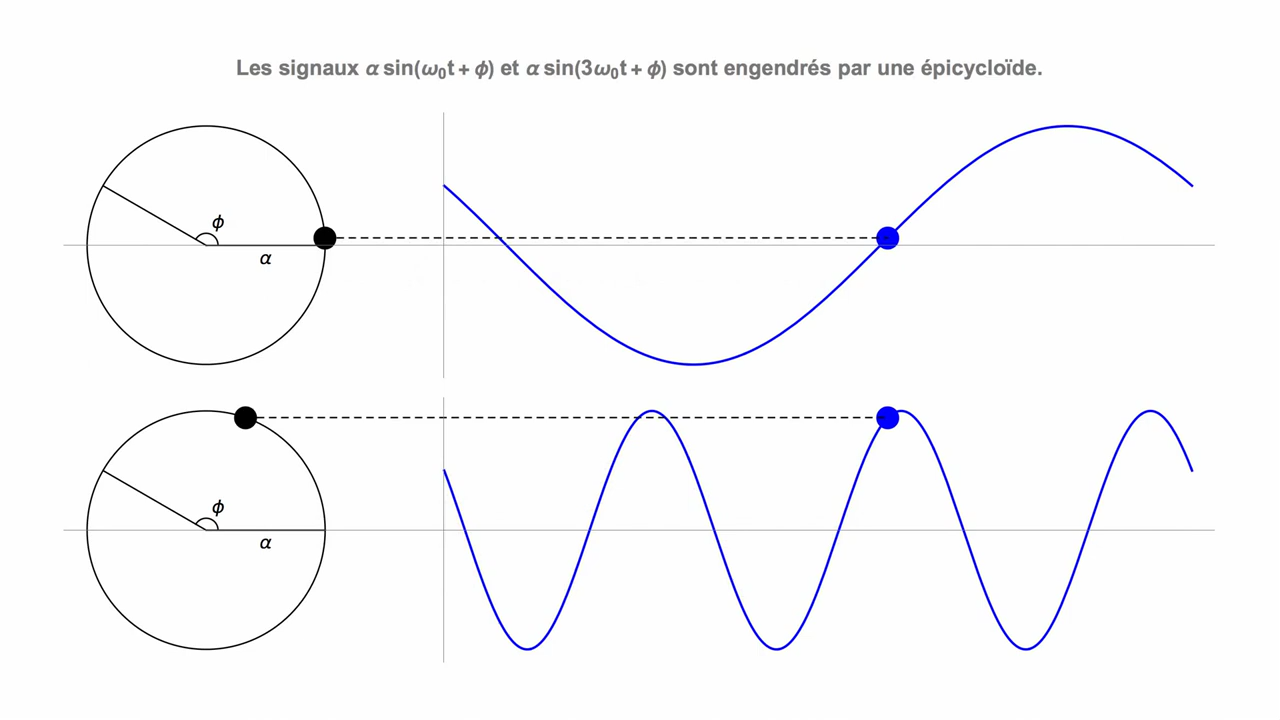 Les signaux α sin(ω₀t + ϕ) et α sin(3ω₀t + ϕ) sont engendrés par une épicycloïde.
ϕ
α
ϕ
α